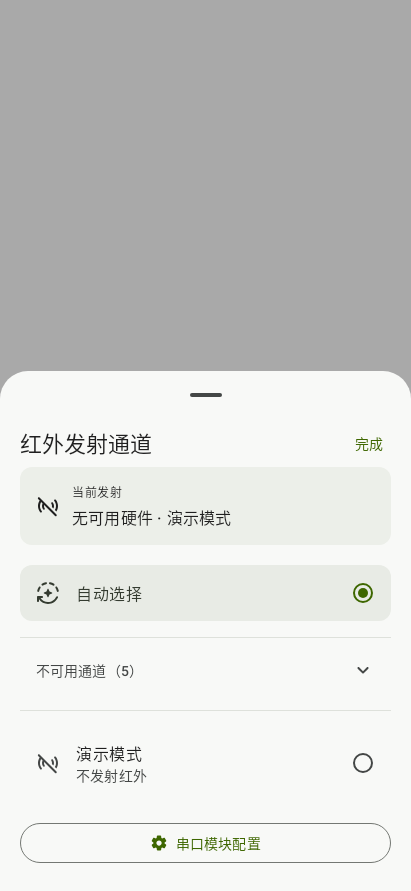 红外发射通道
完成
当前发射
无可用硬件 · 演示模式
自动选择
不可用通道（5）
演示模式
不发射红外
串口模块配置